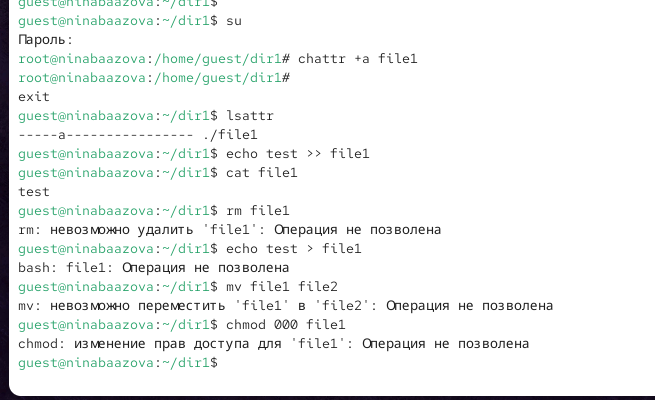 guest@ninabaazova:~/dir1$
guest@ninabaazova:~/dir1$ su
Пароль:
root@ninabaazova:/home/guest/dir1# chattr +a file1
root@ninabaazova:/home/guest/dir1#
exit
guest@ninabaazova:~/dir1$ lsattr
-----a---------------- ./file1
guest@ninabaazova:~/dir1$ echo test >> file1
guest@ninabaazova:~/dir1$ cat file1
test
guest@ninabaazova:~/dir1$ rm file1
rm: невозможно удалить 'file1': Операция не позволена
guest@ninabaazova:~/dir1$ echo test > file1
bash: file1: Операция не позволена
guest@ninabaazova:~/dir1$ mv file1 file2
mv: невозможно переместить 'file1' в 'file2': Операция не позволена
guest@ninabaazova:~/dir1$ chmod 000 file1
chmod: изменение прав доступа для 'file1': Операция не позволена
guest@ninabaazova:~/dir1$